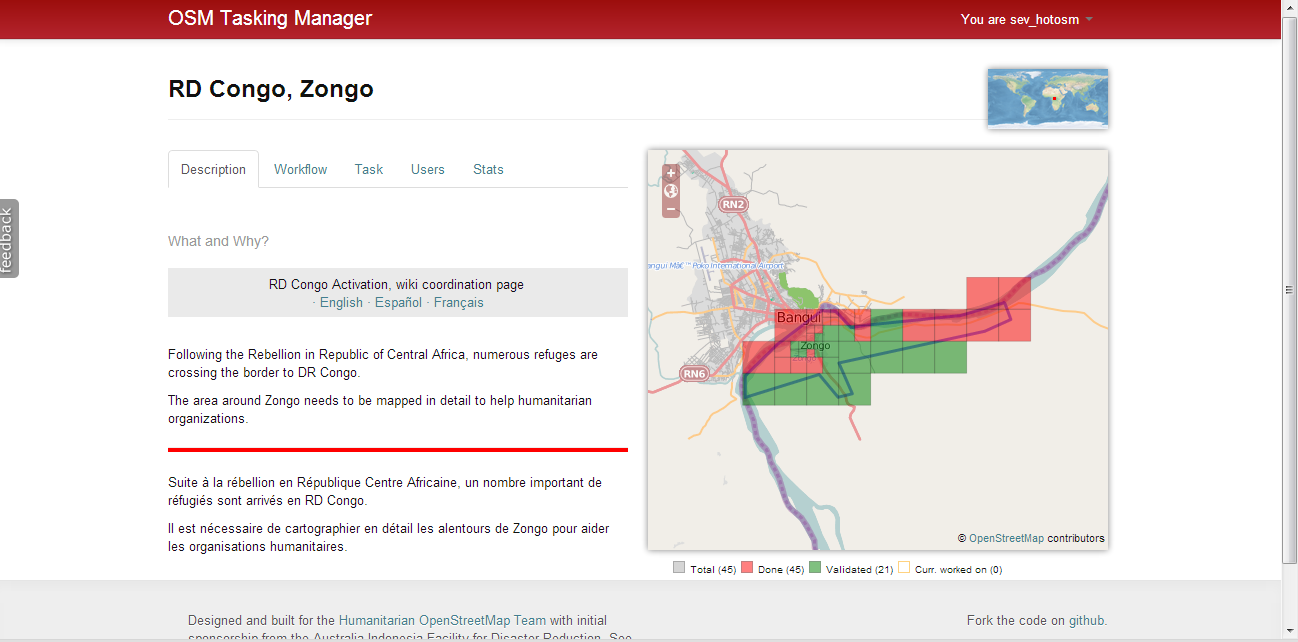 OSM Tasking Manager
You are sev_hotosm
RD Congo, Zongo
Description Workflow Task Users Stats
feedback
What and Why?
RD Congo Activation, wiki coordination page
· English · Español · Français
Following the Rebellion in Republic of Central Africa, numerous refuges are
crossing the border to DR Congo.
The area around Zongo needs to be mapped in detail to help humanitarian
organizations.
Suite à la rébellion en République Centre Africaine, un nombre important de
réfugiés sont arrivés en RD Congo.
Il est nécessaire de cartographier en détail les alentours de Zongo pour aider
les organisations humanitaires.
+
−
RN2
angui Mâ€™Poko International Airport
Bangui
Zongo
RN6
© OpenStreetMap contributors
Total (45) Done (45) Validated (21) Curr. worked on (0)
Designed and built for the Humanitarian OpenStreetMap Team with initial
sponsorship from the Australia Indonesia Facility for Disaster Reduction. See
Fork the code on github.